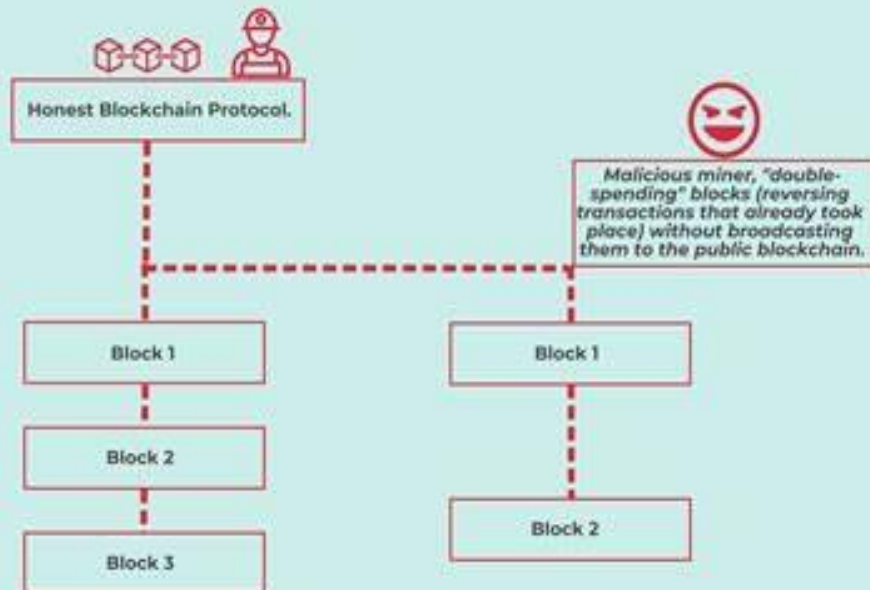 Honest Blockchain Protocol.
Malicious miner, "double-
spending" blocks (reversing
transactions that already took
place) without broadcasting
them to the public blockchain.
Block 1
Block 1
Block 2
Block 2
Block 3